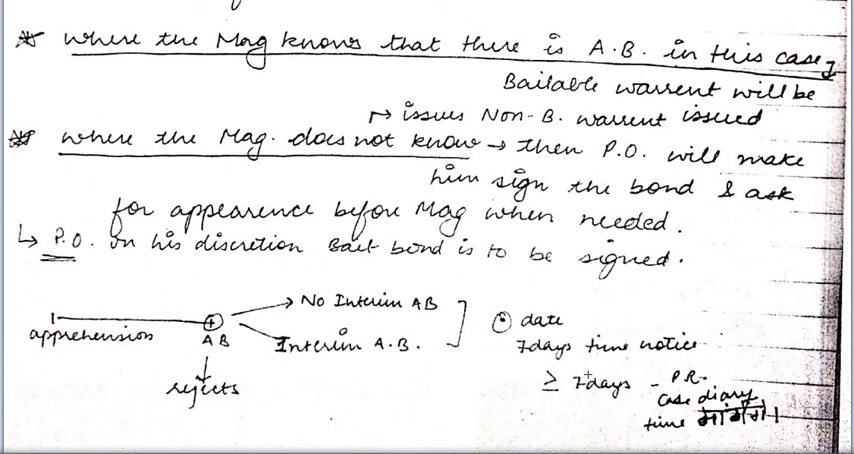 * where the Mag knows that there is A.B. in this case,
Bailable warrent will be
↦ issues Non-B. warrent issued
* where the Mag. does not know → then P.O. will make
him sign the bond & ask
for appearence before Mag when needed.
↳ P.O. on his discretion Bail bond is to be signed.
→ No Interim AB
apprehension
A B
Interim A.B.
rejects
date
7days time notice
≥ 7days - P.R.
Case diary
time मांगेगा।